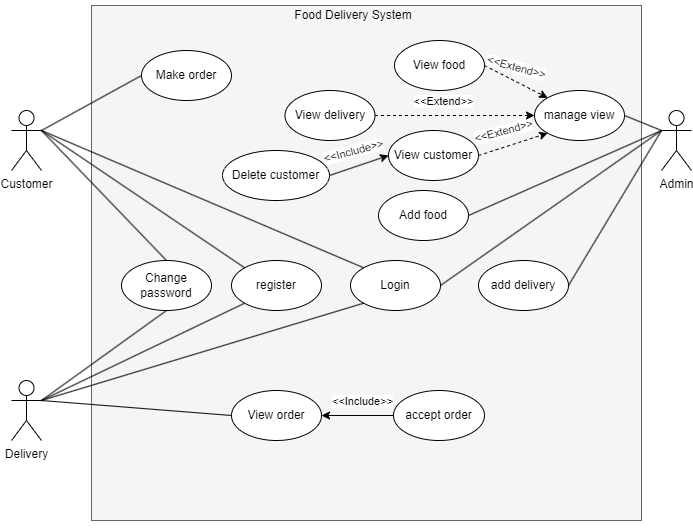 Food Delivery System
View food
<<Extend>>
Make order
<<Extend>>
View delivery
manage view
<<Extend>>
<<Include>>
View customer
Delete customer
Customer
Admin
Add food
Change
password
register
Login
add delivery
<<Include>>
View order
accept order
Delivery